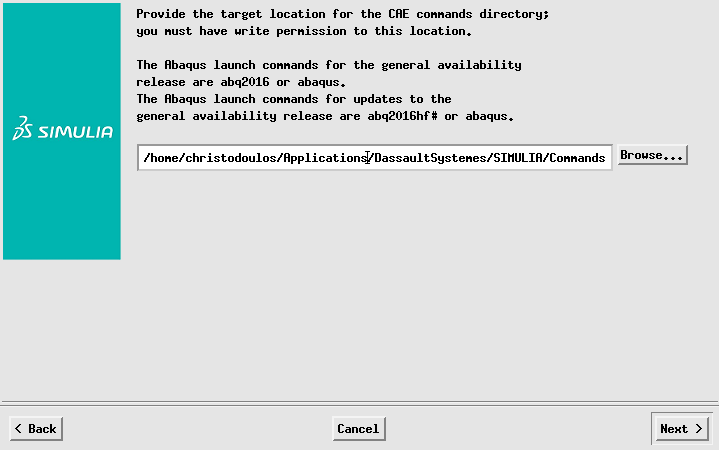 Provide the target location for the CAE commands directory;
you must have write permission to this location.
The Abaqus launch commands for the general availability
release are abq2016 or abaqus.
The Abaqus launch commands for updates to the
general availability release are abq2016hf# or abaqus.
SIMULIA
/home/christodoulos/Applications/DassaultSystemes/SIMULIA/Commands
Browse...
< Back
Cancel
Next >